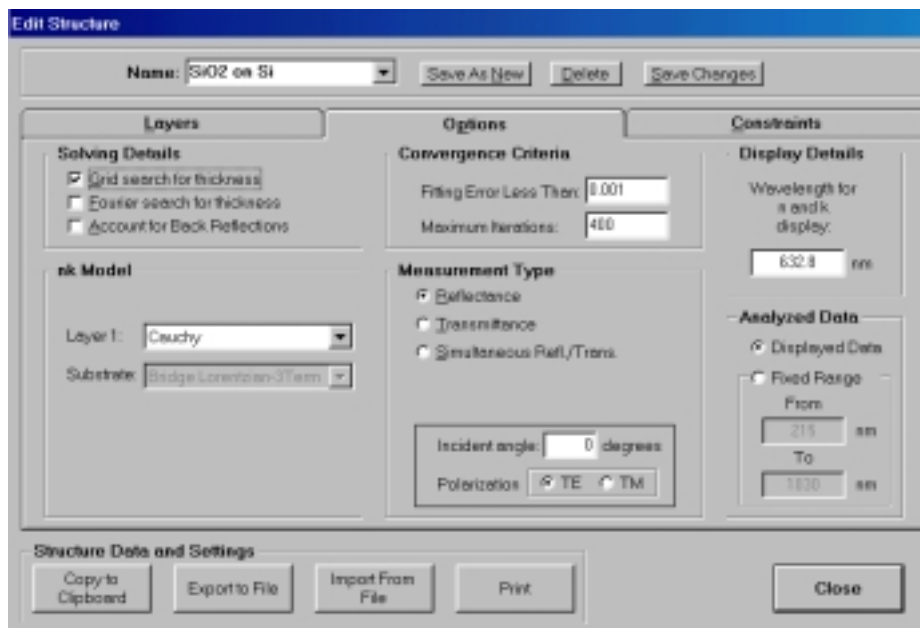 Edit Structure
Name: SiO2 on Si
Save As New
Delete
Save Changes
Layers
Options
Constraints
Solving Details
Grid search for thickness
Fourier search for thickness
Account for Back Reflections
Convergence Criteria
Fitting Error Less Than: 0.001
Maximum Iterations: 400
Display Details
Wavelength for
n and k
display:
632.8 nm
nk Model
Layer 1: Cauchy
Substrate: Bridge Lorentzian-3Term
Measurement Type
Reflectance
Transmittance
Simultaneous Refl./Trans.
Incident angle: 0 degrees
Polarization TE TM
Analyzed Data
Displayed Data
Fixed Range
From
215 nm
To
1030 nm
Structure Data and Settings
Copy to
Clipboard
Export to File
Import From
File
Print
Close